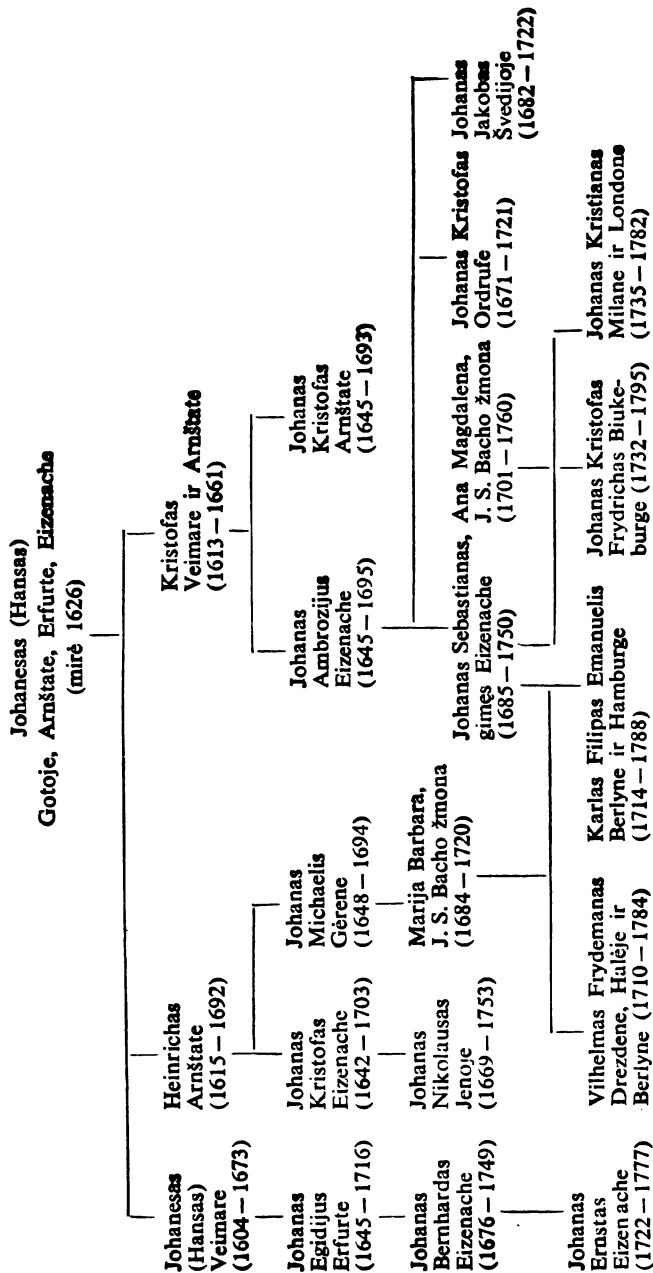 Johanesas (Hansas)
Gotoje, Arnštate, Erfurte, Eizenache
(mirė 1626)
Johanesas
(Hansas)
Veimare
(1604—1673)
Heinrichas
Arnštate
(1615—1692)
Kristofas
Veimare ir Arnštate
(1613—1661)
Johanas
Egidijus
Erfurte
(1645—1716)
Johanas
Kristofas
Eizenache
(1642—1703)
Johanas
Michaelis
Gėrene
(1648—1694)
Johanas
Ambrozijus
Eizenache
(1645—1695)
Johanas
Kristofas
Arnštate
(1645—1693)
Johanas
Bernhardas
Eizenache
(1676—1749)
Johanas
Nikolausas
Jenoje
(1669—1753)
Marija Barbara,
J. S. Bacho žmona
(1684—1720)
Johanas Sebastianas,
gimęs Eizenache
(1685—1750)
Ana Magdalena,
J. S. Bacho žmona
(1701—1760)
Johanas Kristofas
Ordrufe
(1671—1721)
Johanas
Jakobas
Švedijoje
(1682—1722)
Johanas
Ernstas
Eizenache
(1722—1777)
Vilhelmas Frydemanas
Drezdene, Halėje ir
Berlyne (1710—1784)
Karlas Filipas Emanuelis
Berlyne ir Hamburge
(1714—1788)
Johanas Kristofas
Frydrichas Biuke-
burge (1732—1795)
Johanas Kristianas
Milane ir Londone
(1735—1782)